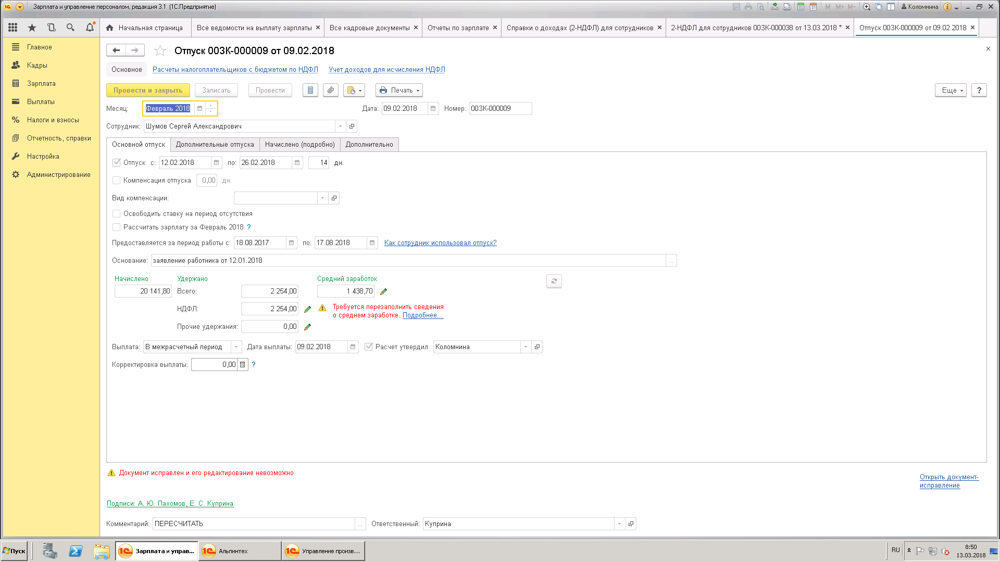 Зарплата и управление персоналом, редакция 3.1 (1С:Предприятие)
M M+ M- Коломнина
Начальная страница
Все ведомости на выплату зарплаты
Все кадровые документы
Отчеты по зарплате
Справки о доходах (2-НДФЛ) для сотрудников
2-НДФЛ для сотрудников 003К-000038 от 13.03.2018 *
Отпуск 003К-000009 от 09.02.2018
Главное
Кадры
Зарплата
Выплаты
Налоги и взносы
Отчетность, справки
Настройка
Администрирование
Отпуск 003К-000009 от 09.02.2018
Основное Расчеты налогоплательщиков с бюджетом по НДФЛ Учет доходов для исчисления НДФЛ
Провести и закрыть Записать Провести Печать Еще ?
Месяц: Февраль 2018 Дата: 09.02.2018 Номер: 003К-000009
Сотрудник: Шумов Сергей Александрович
Основной отпуск Дополнительные отпуска Начислено (подробно) Дополнительно
Отпуск с: 12.02.2018 по: 26.02.2018 14 дн.
Компенсация отпуска 0,00 дн.
Вид компенсации:
Освободить ставку на период отсутствия
Рассчитать зарплату за Февраль 2018 ?
Предоставляется за период работы с: 18.08.2017 по: 17.08.2018 Как сотрудник использовал отпуск?
Основание: заявление работника от 12.01.2018 ...
Начислено Удержано Средний заработок
20 141,80 Всего: 2 254,00 1 438,70
НДФЛ: 2 254,00 Требуется перезаполнить сведения
о среднем заработке. Подробнее...
Прочие удержания: 0,00
Выплата: В межрасчетный период Дата выплаты: 09.02.2018 Расчет утвердил Коломнина
Корректировка выплаты: 0,00 ?
Документ исправлен и его редактирование невозможно
Открыть документ-
исправление
Подписи: А. Ю. Пахомов, Е. С. Куприна
Комментарий: ПЕРЕСЧИТАТЬ ... Ответственный: Куприна
Пуск Зарплата и управ... Альпинтех Управление произв... RU 8:50
13.03.2018